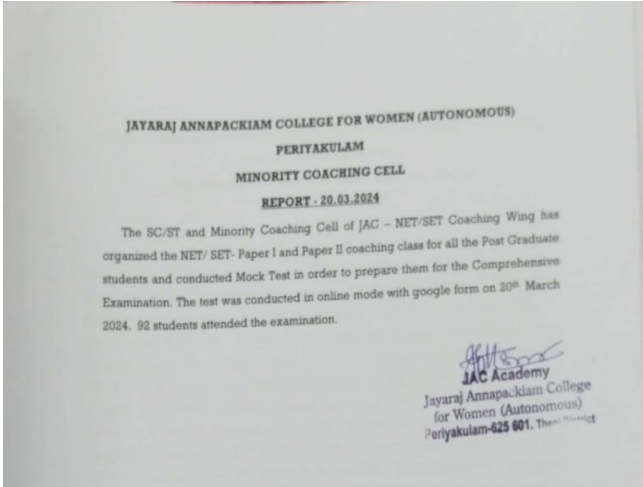 JAYARAJ ANNAPACKIAM COLLEGE FOR WOMEN (AUTONOMOUS)
PERIYAKULAM
MINORITY COACHING CELL
REPORT - 20.03.2024
The SC/ST and Minority Coaching Cell of JAC – NET/SET Coaching Wing has
organized the NET/ SET- Paper I and Paper II coaching class for all the Post Graduate
students and conducted Mock Test in order to prepare them for the Comprehensive
Examination. The test was conducted in online mode with google form on 20th March
2024. 92 students attended the examination.
JAC Academy
Jayaraj Annapackiam College
for Women (Autonomous)
Periyakulam-625 601. Theni District